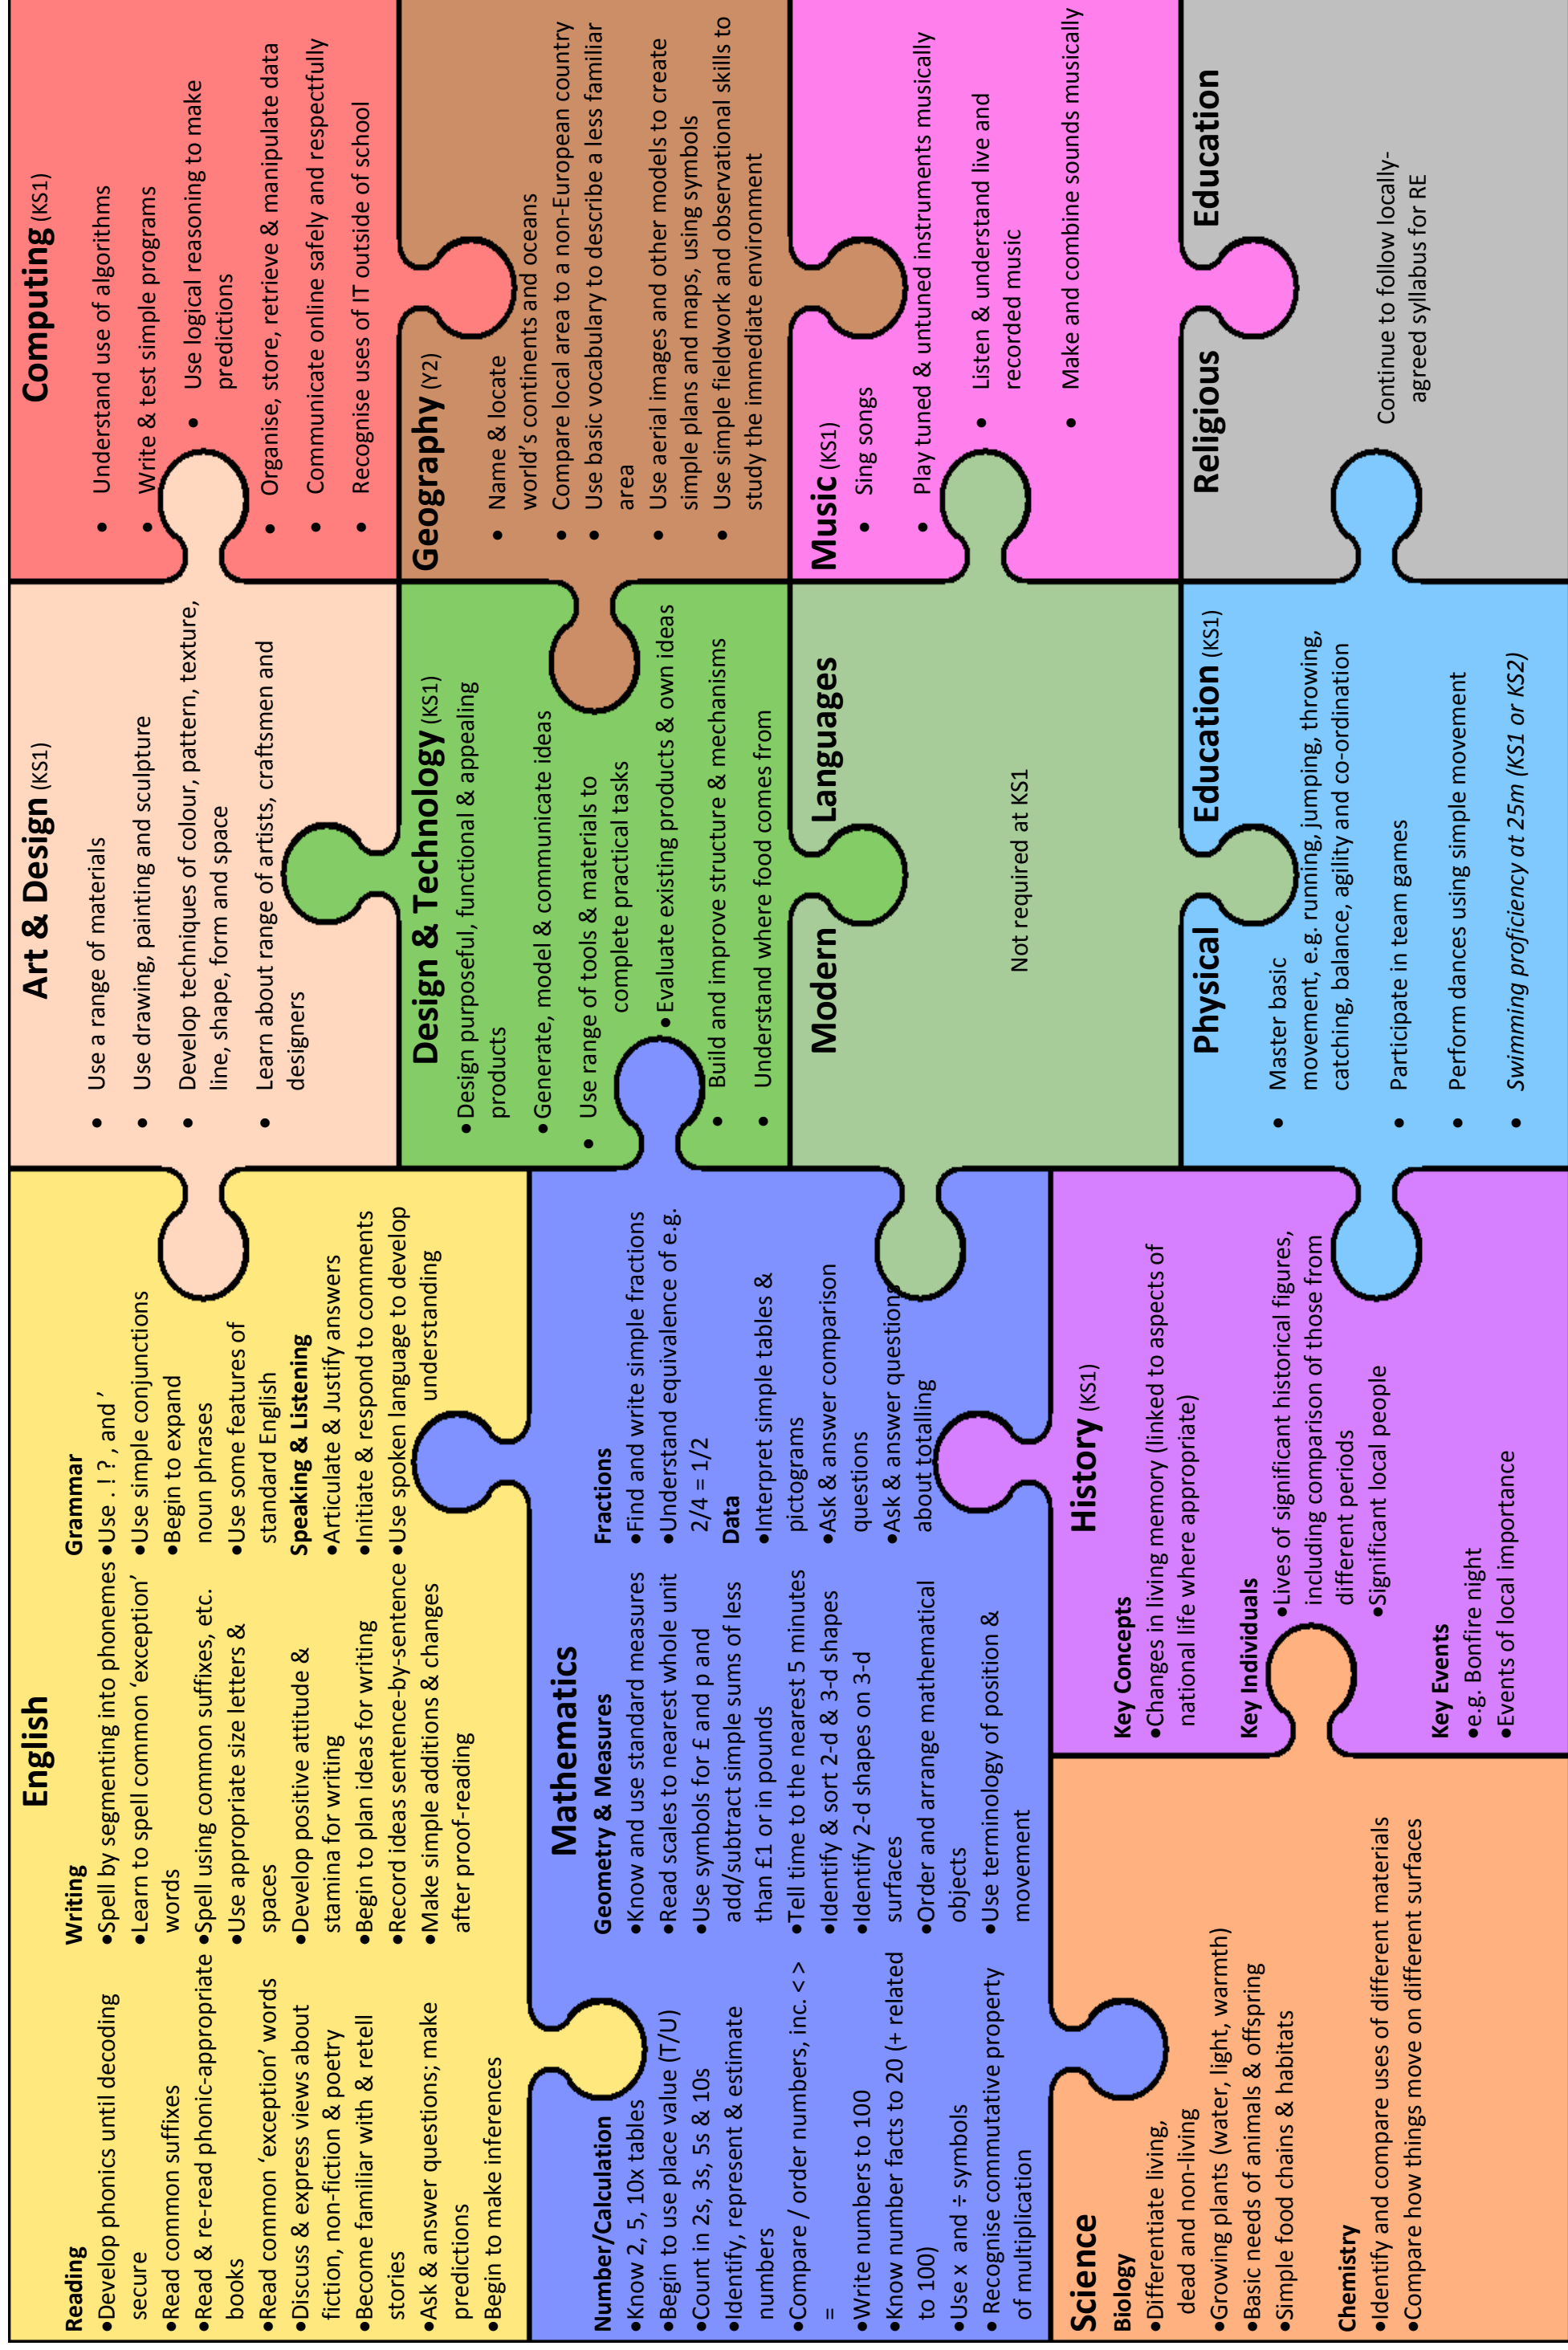 English
Reading
•Develop phonics until decoding
secure
•Read common suffixes
•Read & re-read phonic-appropriate
books
•Read common ‘exception’ words
•Discuss & express views about
fiction, non-fiction & poetry
•Become familiar with & retell
stories
•Ask & answer questions; make
predictions
•Begin to make inferences
Writing
•Spell by segmenting into phonemes
•Learn to spell common ‘exception’
words
•Spell using common suffixes, etc.
•Use appropriate size letters &
spaces
•Develop positive attitude &
stamina for writing
•Begin to plan ideas for writing
•Record ideas sentence-by-sentence
•Make simple additions & changes
after proof-reading
Grammar
•Use . ! ? , and ’
•Use simple conjunctions
•Begin to expand
noun phrases
•Use some features of
standard English
Speaking & Listening
•Articulate & Justify answers
•Initiate & respond to comments
•Use spoken language to develop
understanding
Art & Design (KS1)
• Use a range of materials
• Use drawing, painting and sculpture
• Develop techniques of colour, pattern, texture,
line, shape, form and space
• Learn about range of artists, craftsmen and
designers
Computing (KS1)
• Understand use of algorithms
• Write & test simple programs
• Use logical reasoning to make
predictions
• Organise, store, retrieve & manipulate data
• Communicate online safely and respectfully
• Recognise uses of IT outside of school
Mathematics
Number/Calculation
•Know 2, 5, 10x tables
•Begin to use place value (T/U)
•Count in 2s, 3s, 5s & 10s
•Identify, represent & estimate
numbers
•Compare / order numbers, inc. < >
=
•Write numbers to 100
•Know number facts to 20 (+ related
to 100)
•Use x and ÷ symbols
• Recognise commutative property
of multiplication
Geometry & Measures
•Know and use standard measures
•Read scales to nearest whole unit
•Use symbols for £ and p and
add/subtract simple sums of less
than £1 or in pounds
•Tell time to the nearest 5 minutes
•Identify & sort 2-d & 3-d shapes
•Identify 2-d shapes on 3-d
surfaces
•Order and arrange mathematical
objects
•Use terminology of position &
movement
Fractions
•Find and write simple fractions
•Understand equivalence of e.g.
2/4 = 1/2
Data
•Interpret simple tables &
pictograms
•Ask & answer comparison
questions
•Ask & answer questions
about totalling
Design & Technology (KS1)
•Design purposeful, functional & appealing
products
•Generate, model & communicate ideas
• Use range of tools & materials to
complete practical tasks
•Evaluate existing products & own ideas
• Build and improve structure & mechanisms
• Understand where food comes from
Geography (Y2)
• Name & locate
world’s continents and oceans
• Compare local area to a non-European country
• Use basic vocabulary to describe a less familiar
area
• Use aerial images and other models to create
simple plans and maps, using symbols
• Use simple fieldwork and observational skills to
study the immediate environment
Modern Languages
Not required at KS1
Music (KS1)
• Sing songs
• Play tuned & untuned instruments musically
• Listen & understand live and
recorded music
• Make and combine sounds musically
Science
Biology
•Differentiate living,
dead and non-living
•Growing plants (water, light, warmth)
•Basic needs of animals & offspring
•Simple food chains & habitats
Chemistry
•Identify and compare uses of different materials
•Compare how things move on different surfaces
History (KS1)
Key Concepts
•Changes in living memory (linked to aspects of
national life where appropriate)
Key Individuals
•Lives of significant historical figures,
including comparison of those from
different periods
•Significant local people
Key Events
•e.g. Bonfire night
•Events of local importance
Physical Education (KS1)
• Master basic
movement, e.g. running, jumping, throwing,
catching, balance, agility and co-ordination
• Participate in team games
• Perform dances using simple movement
• Swimming proficiency at 25m (KS1 or KS2)
Religious Education
Continue to follow locally-
agreed syllabus for RE